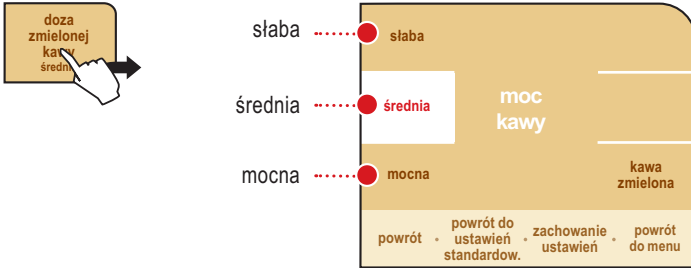 doza
zmielonej
kawy
średnia
słaba
średnia
mocna
słaba
średnia
mocna
moc
kawy
kawa
zmielona
powrót
powrót do
ustawień
standardow.
zachowanie
ustawień
powrót
do menu